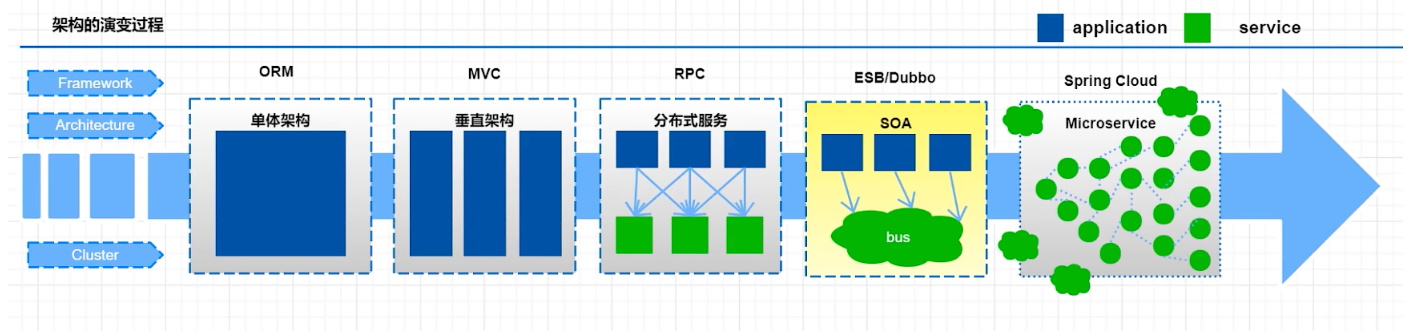 架构的演变过程
application
service
Framework
ORM
MVC
RPC
ESB/Dubbo
Spring Cloud
Architecture
单体架构
垂直架构
分布式服务
SOA
Microservice
Cluster
bus